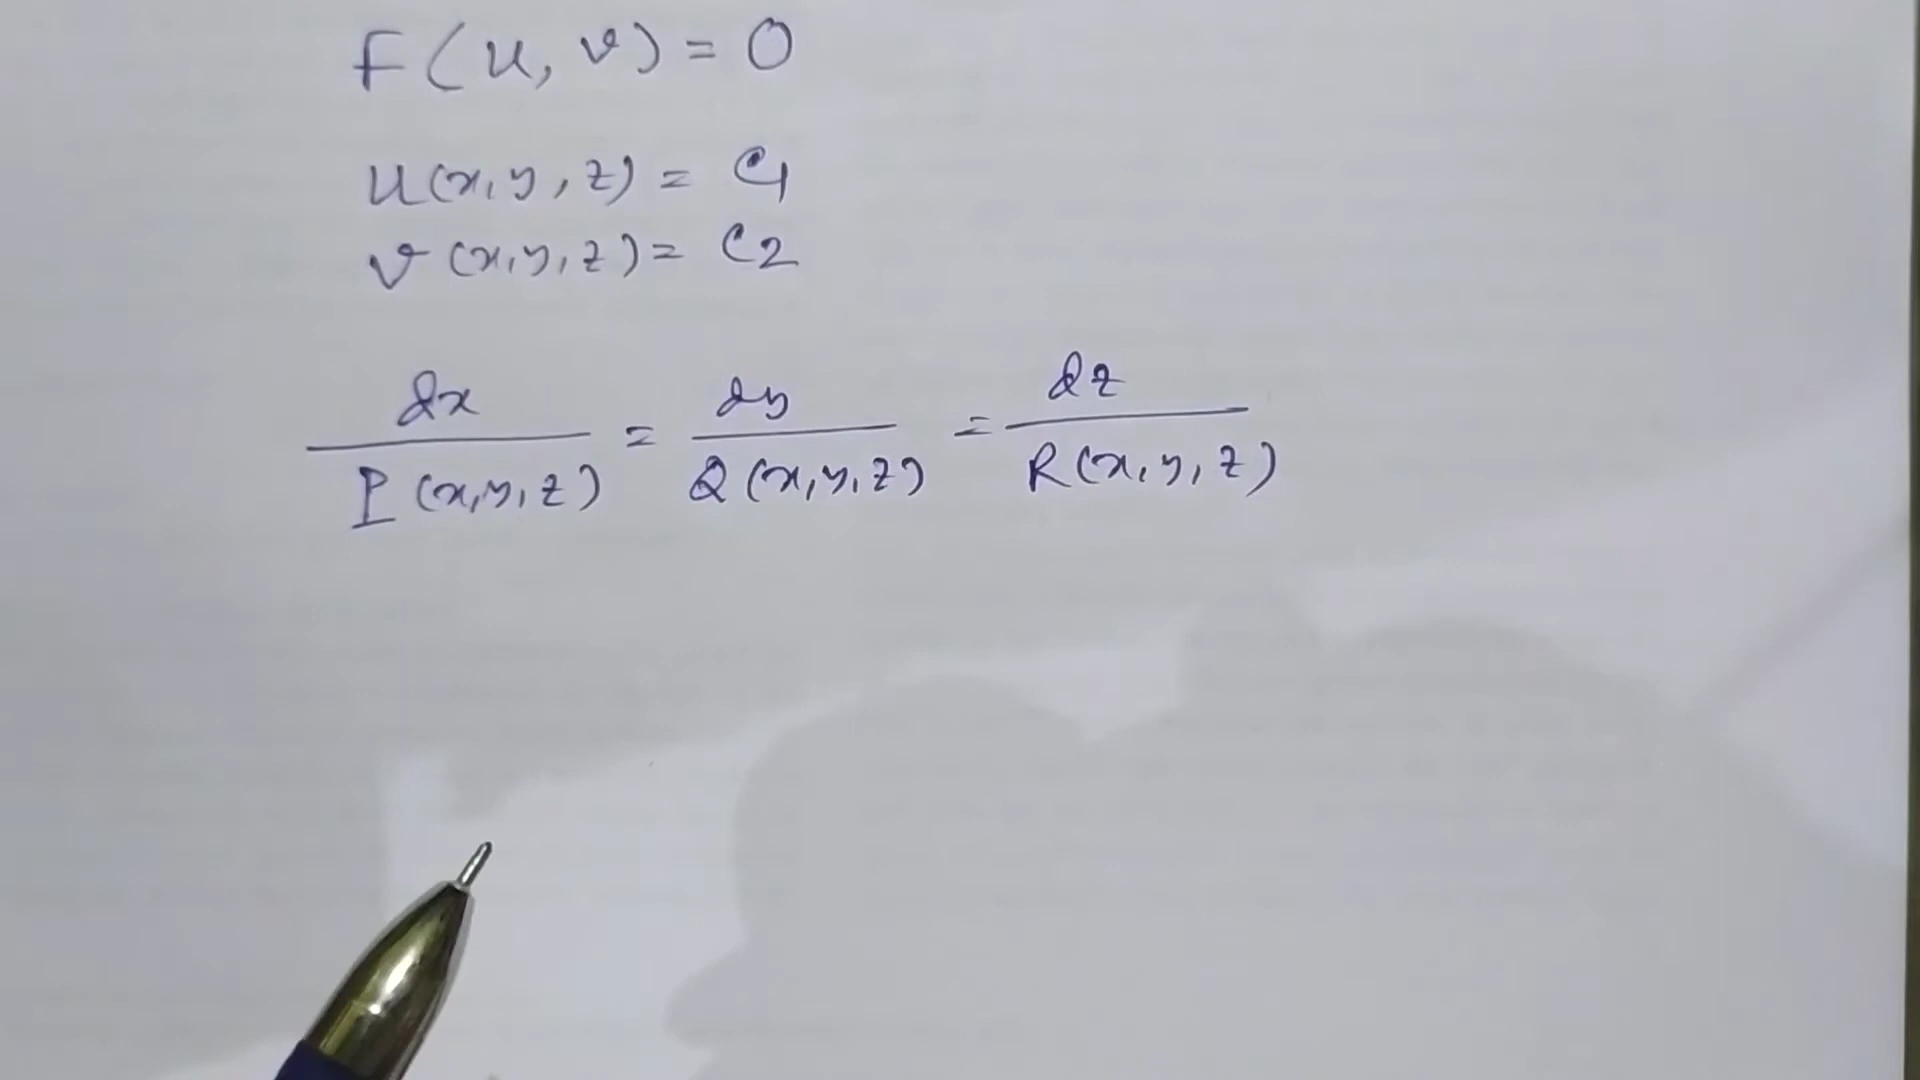 F(u, v) = 0
u(x, y, z) = C1
v(x, y, z) = C2
dx/P(x, y, z) = dy/Q(x, y, z) = dz/R(x, y, z)